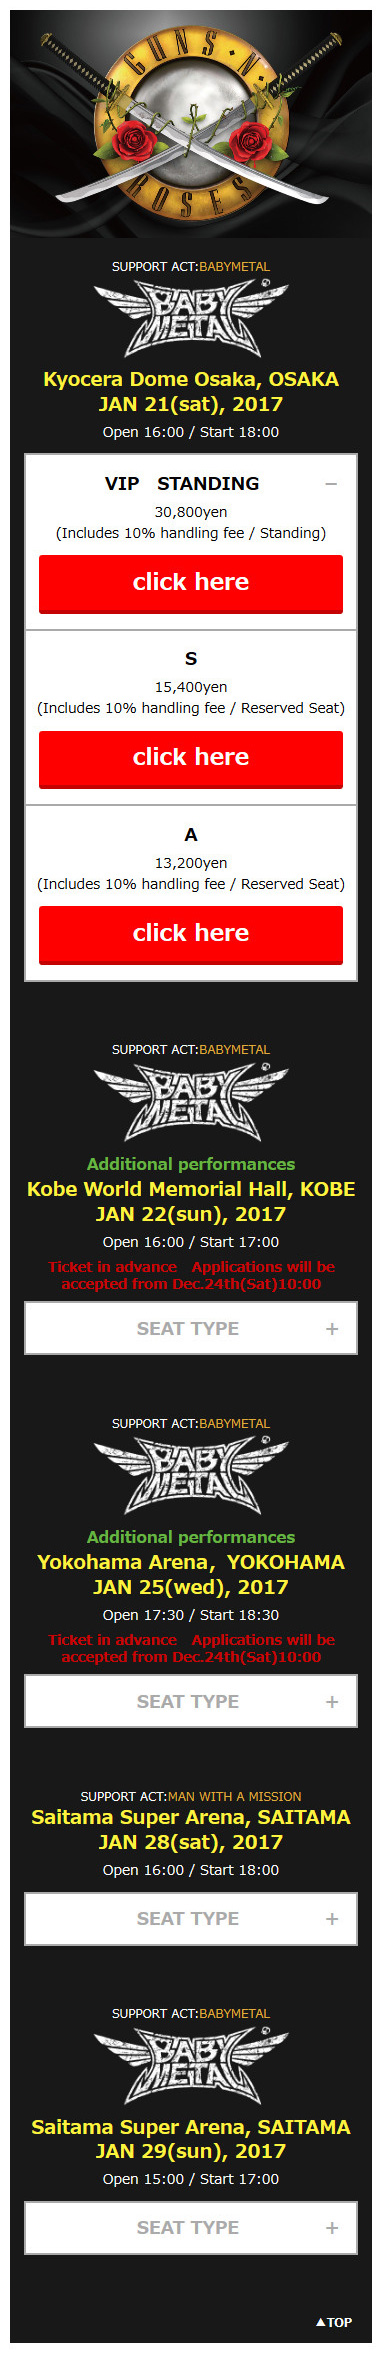 GUNS N'
ROSES
SUPPORT ACT:BABYMETAL
BABY
METAL
Kyocera Dome Osaka, OSAKA
JAN 21(sat), 2017
Open 16:00 / Start 18:00
VIP　STANDING −
30,800yen
(Includes 10% handling fee / Standing)
click here
S
15,400yen
(Includes 10% handling fee / Reserved Seat)
click here
A
13,200yen
(Includes 10% handling fee / Reserved Seat)
click here
SUPPORT ACT:BABYMETAL
BABY
METAL
Additional performances
Kobe World Memorial Hall, KOBE
JAN 22(sun), 2017
Open 16:00 / Start 17:00
Ticket in advance　Applications will be
accepted from Dec.24th(Sat)10:00
SEAT TYPE +
SUPPORT ACT:BABYMETAL
BABY
METAL
Additional performances
Yokohama Arena，YOKOHAMA
JAN 25(wed), 2017
Open 17:30 / Start 18:30
Ticket in advance　Applications will be
accepted from Dec.24th(Sat)10:00
SEAT TYPE +
SUPPORT ACT:MAN WITH A MISSION
Saitama Super Arena, SAITAMA
JAN 28(sat), 2017
Open 16:00 / Start 18:00
SEAT TYPE +
SUPPORT ACT:BABYMETAL
BABY
METAL
Saitama Super Arena, SAITAMA
JAN 29(sun), 2017
Open 15:00 / Start 17:00
SEAT TYPE +
▲TOP